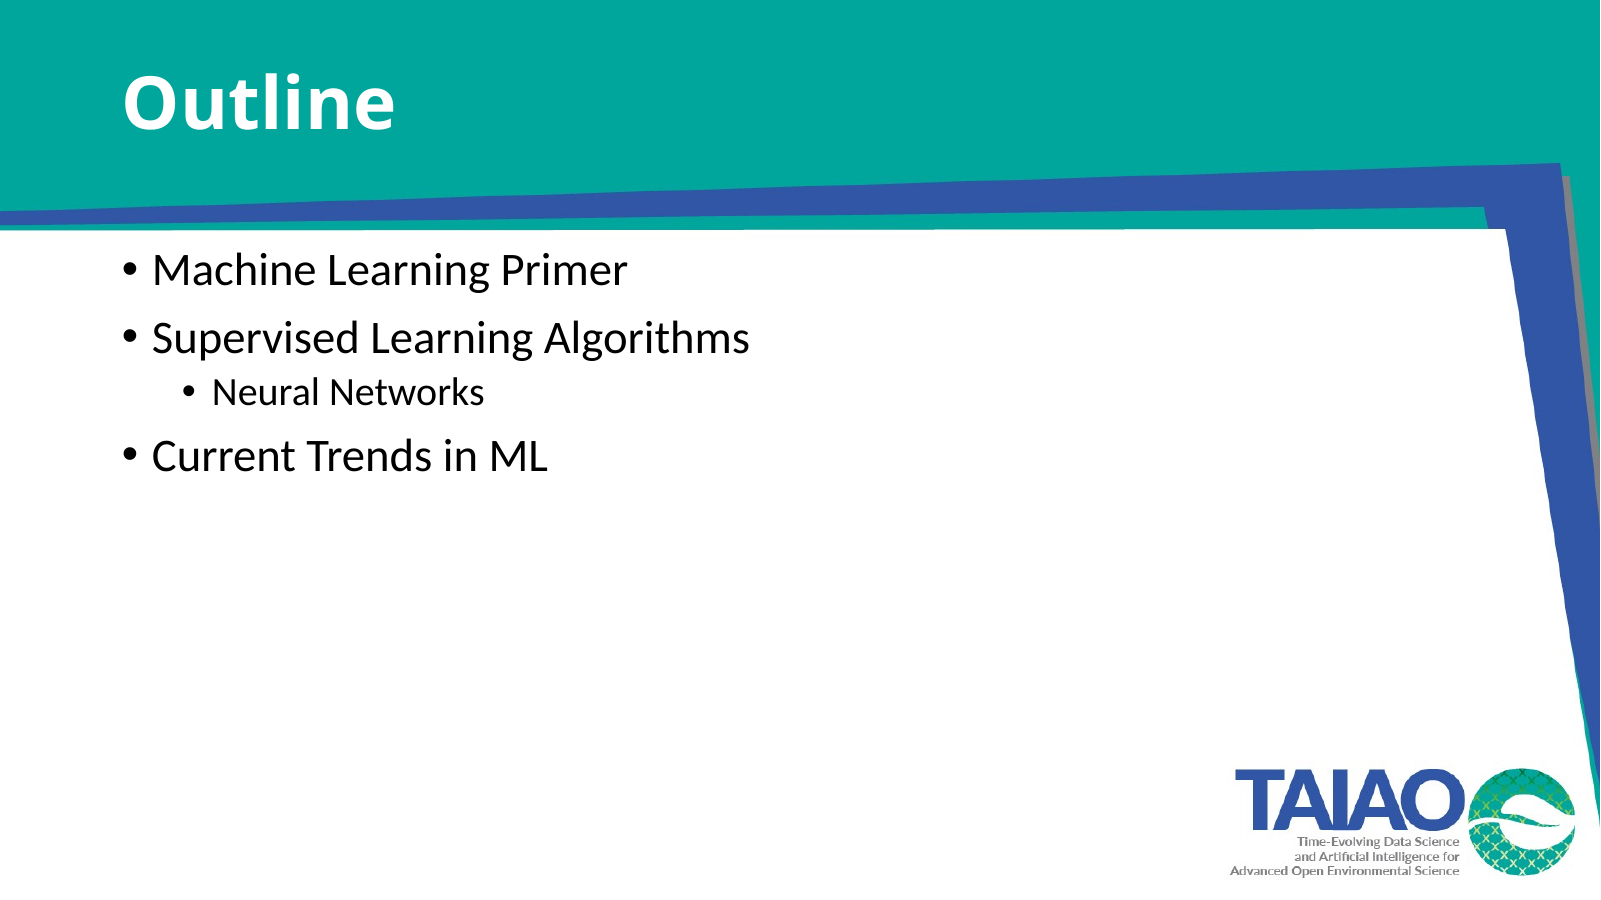 Outline
• Machine Learning Primer
• Supervised Learning Algorithms
• Neural Networks
• Current Trends in ML
TAIAO
Time-Evolving Data Science
and Artificial Intelligence for
Advanced Open Environmental Science